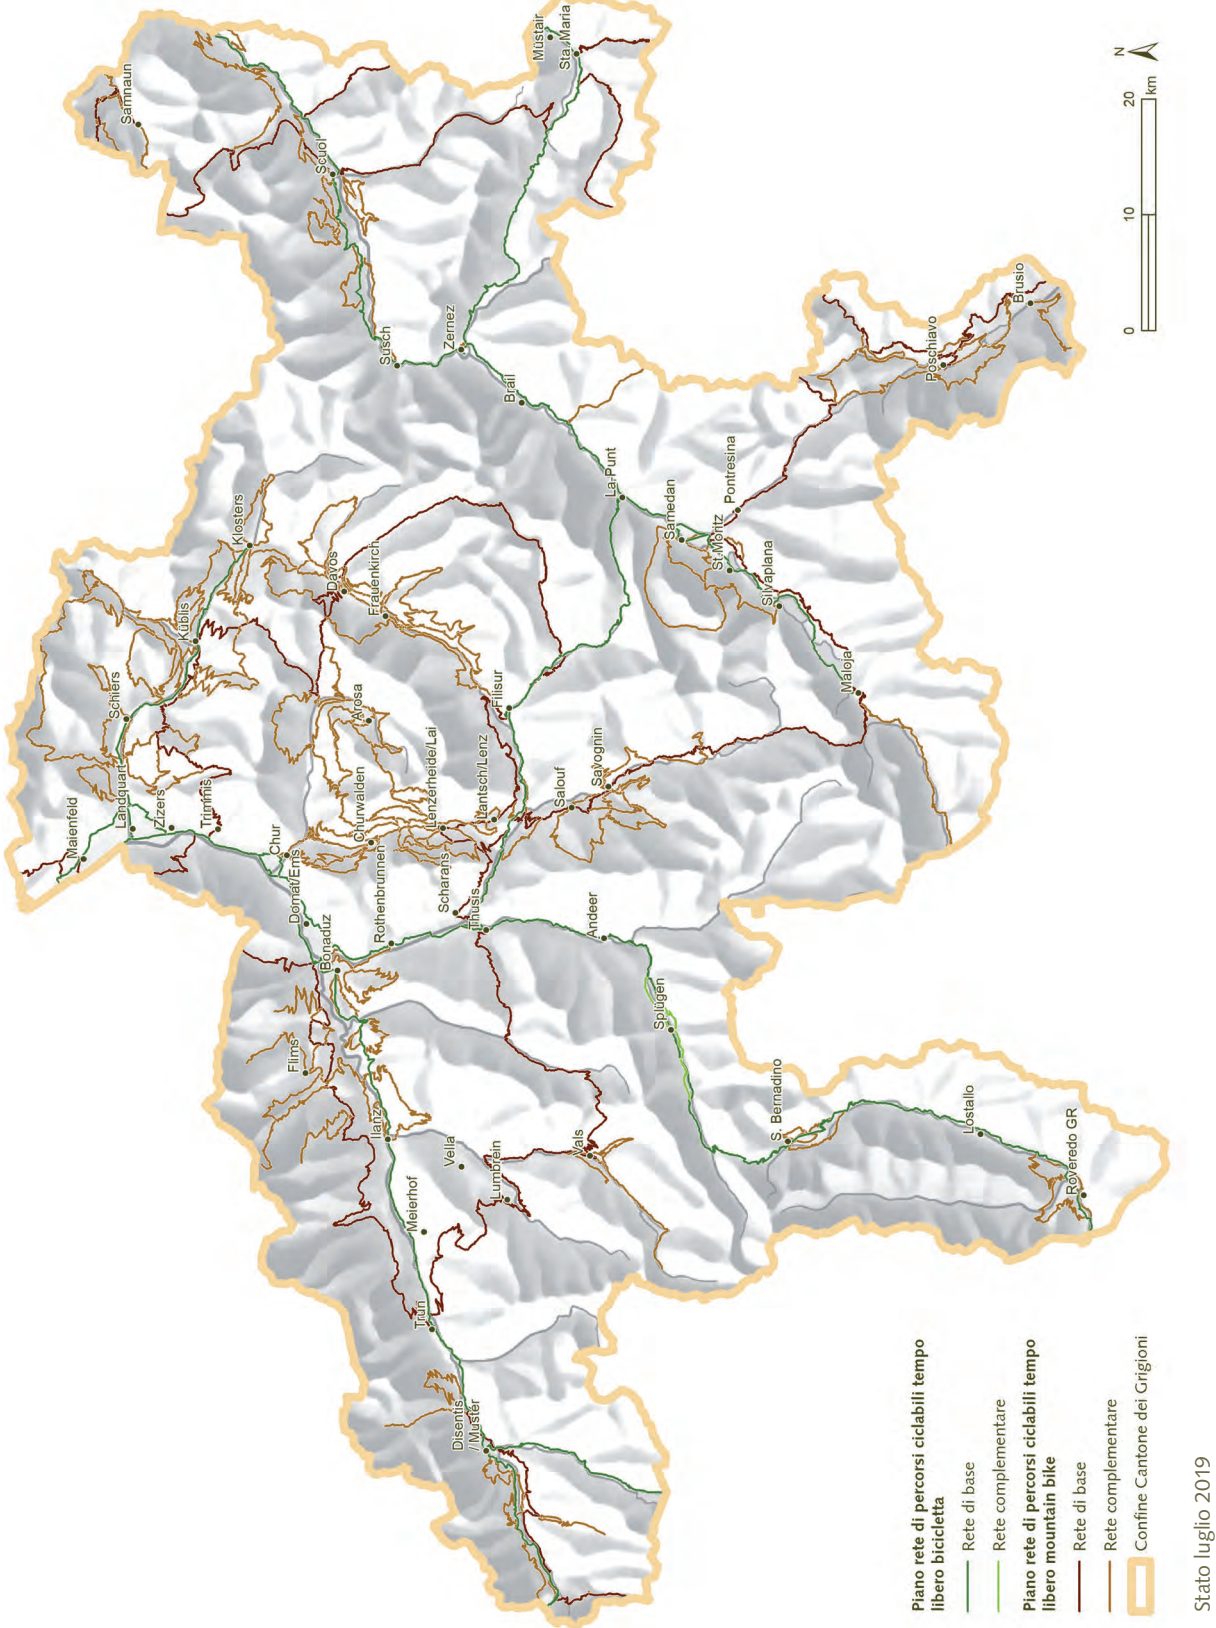 Samnaun
Müstair
Sta. Maria
Scuol
Susch
Zernez
Brail
Brusio
Poschiavo
La-Punt
Samedan
Pontresina
St.Moritz
Silvaplana
Maloja
Klosters
Küblis
Davos
Frauenkirch
Schiers
Arosa
Filisur
Landquart
Maienfeld
Zizers
Trimmis
Chur
Churwalden
Lenzerheide/Lai
Lantsch/Lenz
Salouf
Savognin
Domat/Ems
Bonaduz
Rothenbrunnen
Scharans
Thusis
Andeer
Splügen
Flims
Ilanz
Vella
Lumbrein
Vals
Meierhof
Trun
Disentis
/ Mustér
S. Bernadino
Lostallo
Roveredo GR
N
0 10 20
km
Piano rete di percorsi ciclabili tempo
libero bicicletta
Rete di base
Rete complementare
Piano rete di percorsi ciclabili tempo
libero mountain bike
Rete di base
Rete complementare
Confine Cantone dei Grigioni
Stato luglio 2019